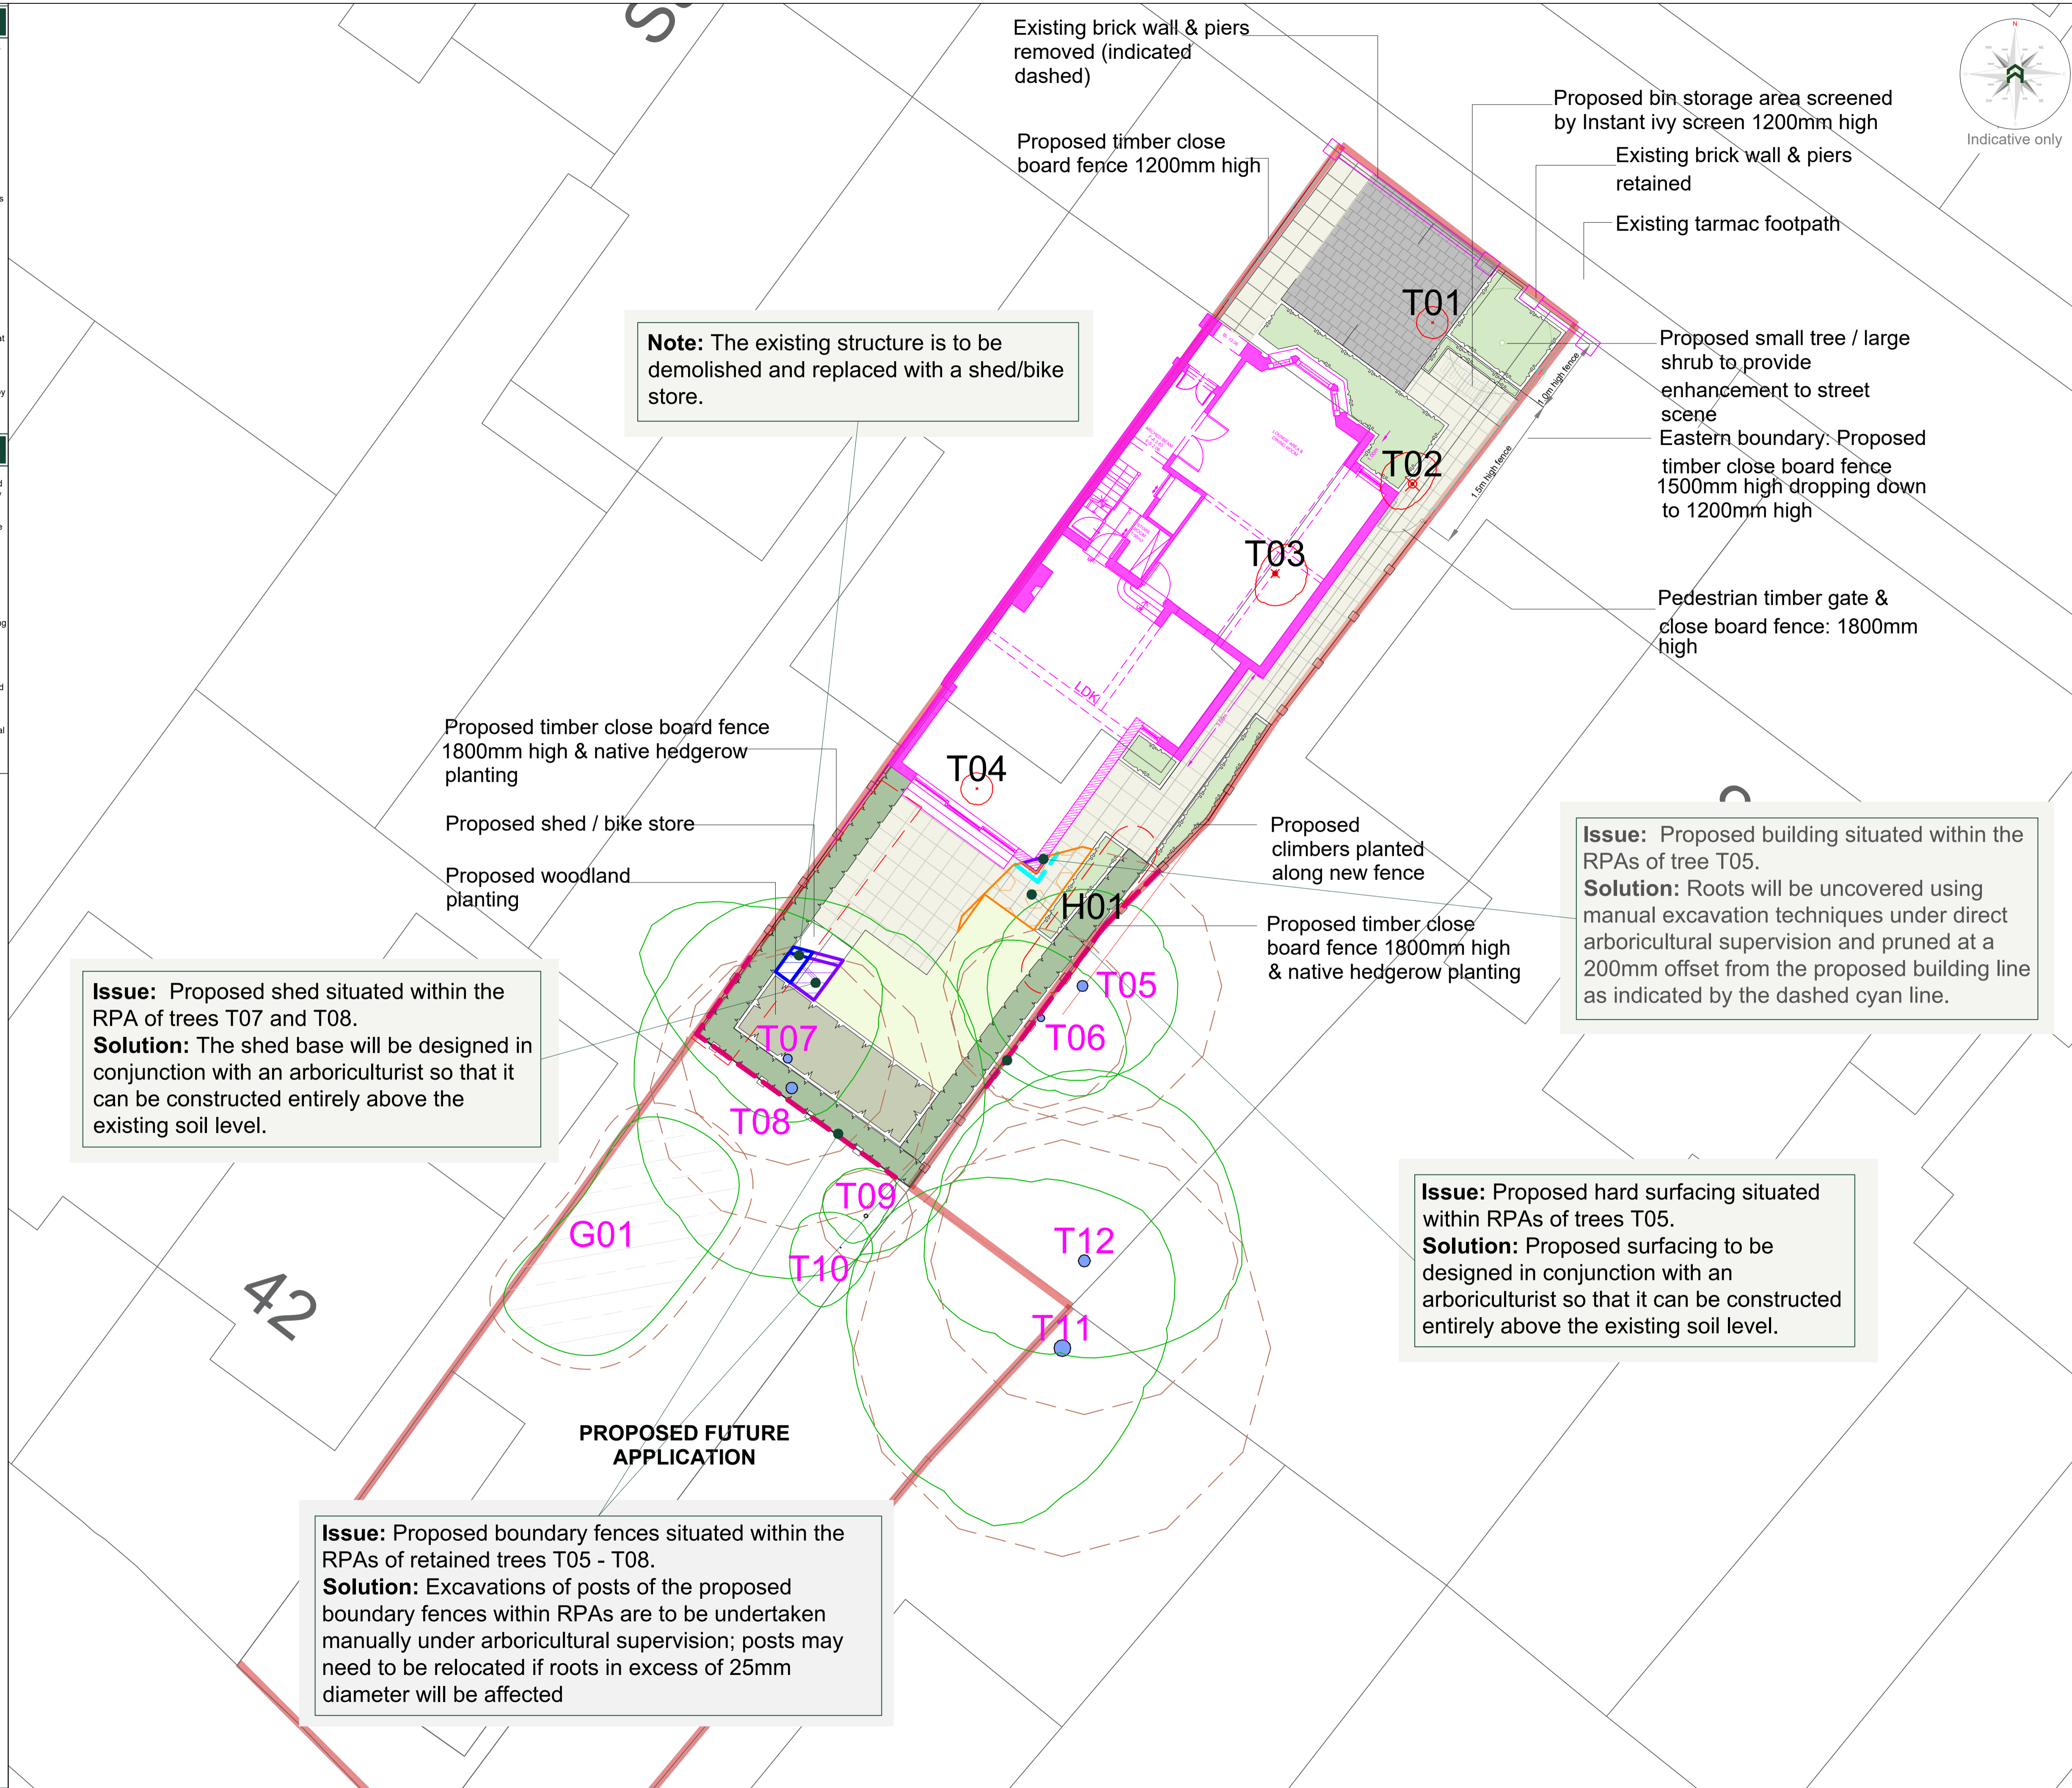 Existing brick wall & piers
removed (indicated
dashed)
Proposed timber close
board fence 1200mm high
N
Indicative only
Proposed bin storage area screened
by Instant ivy screen 1200mm high
Existing brick wall & piers
retained
Existing tarmac footpath
Proposed small tree / large
shrub to provide
enhancement to street
scene
Eastern boundary: Proposed
timber close board fence
1500mm high dropping down
to 1200mm high
Pedestrian timber gate &
close board fence: 1800mm
high
1.0m high fence
1.5m high fence
Note: The existing structure is to be
demolished and replaced with a shed/bike
store.
T01
T02
T03
T04
LOUNGE AREA &
DINING ROOM
LDK
Proposed timber close board fence
1800mm high & native hedgerow
planting
Proposed shed / bike store
Proposed woodland
planting
Proposed
climbers planted
along new fence
Proposed timber close
board fence 1800mm high
& native hedgerow planting
H01
T05
T06
T07
T08
T09
T10
T11
T12
G01
42
Issue: Proposed building situated within the
RPAs of tree T05.
Solution: Roots will be uncovered using
manual excavation techniques under direct
arboricultural supervision and pruned at a
200mm offset from the proposed building line
as indicated by the dashed cyan line.
Issue: Proposed shed situated within the
RPA of trees T07 and T08.
Solution: The shed base will be designed in
conjunction with an arboriculturist so that it
can be constructed entirely above the
existing soil level.
Issue: Proposed hard surfacing situated
within RPAs of trees T05.
Solution: Proposed surfacing to be
designed in conjunction with an
arboriculturist so that it can be constructed
entirely above the existing soil level.
PROPOSED FUTURE
APPLICATION
Issue: Proposed boundary fences situated within the
RPAs of retained trees T05 - T08.
Solution: Excavations of posts of the proposed
boundary fences within RPAs are to be undertaken
manually under arboricultural supervision; posts may
need to be relocated if roots in excess of 25mm
diameter will be affected